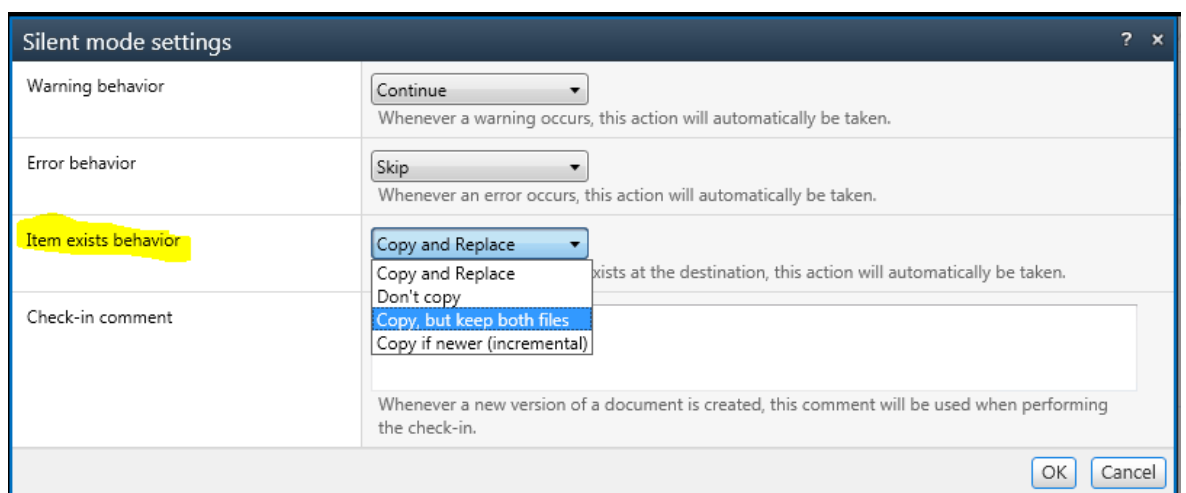 Silent mode settings ? ×
Warning behavior
Continue
Whenever a warning occurs, this action will automatically be taken.
Error behavior
Skip
Whenever an error occurs, this action will automatically be taken.
Item exists behavior
Copy and Replace
Copy and Replace
xists at the destination, this action will automatically be taken.
Don't copy
Copy, but keep both files
Copy if newer (incremental)
Check-in comment
Whenever a new version of a document is created, this comment will be used when performing
the check-in.
OK Cancel